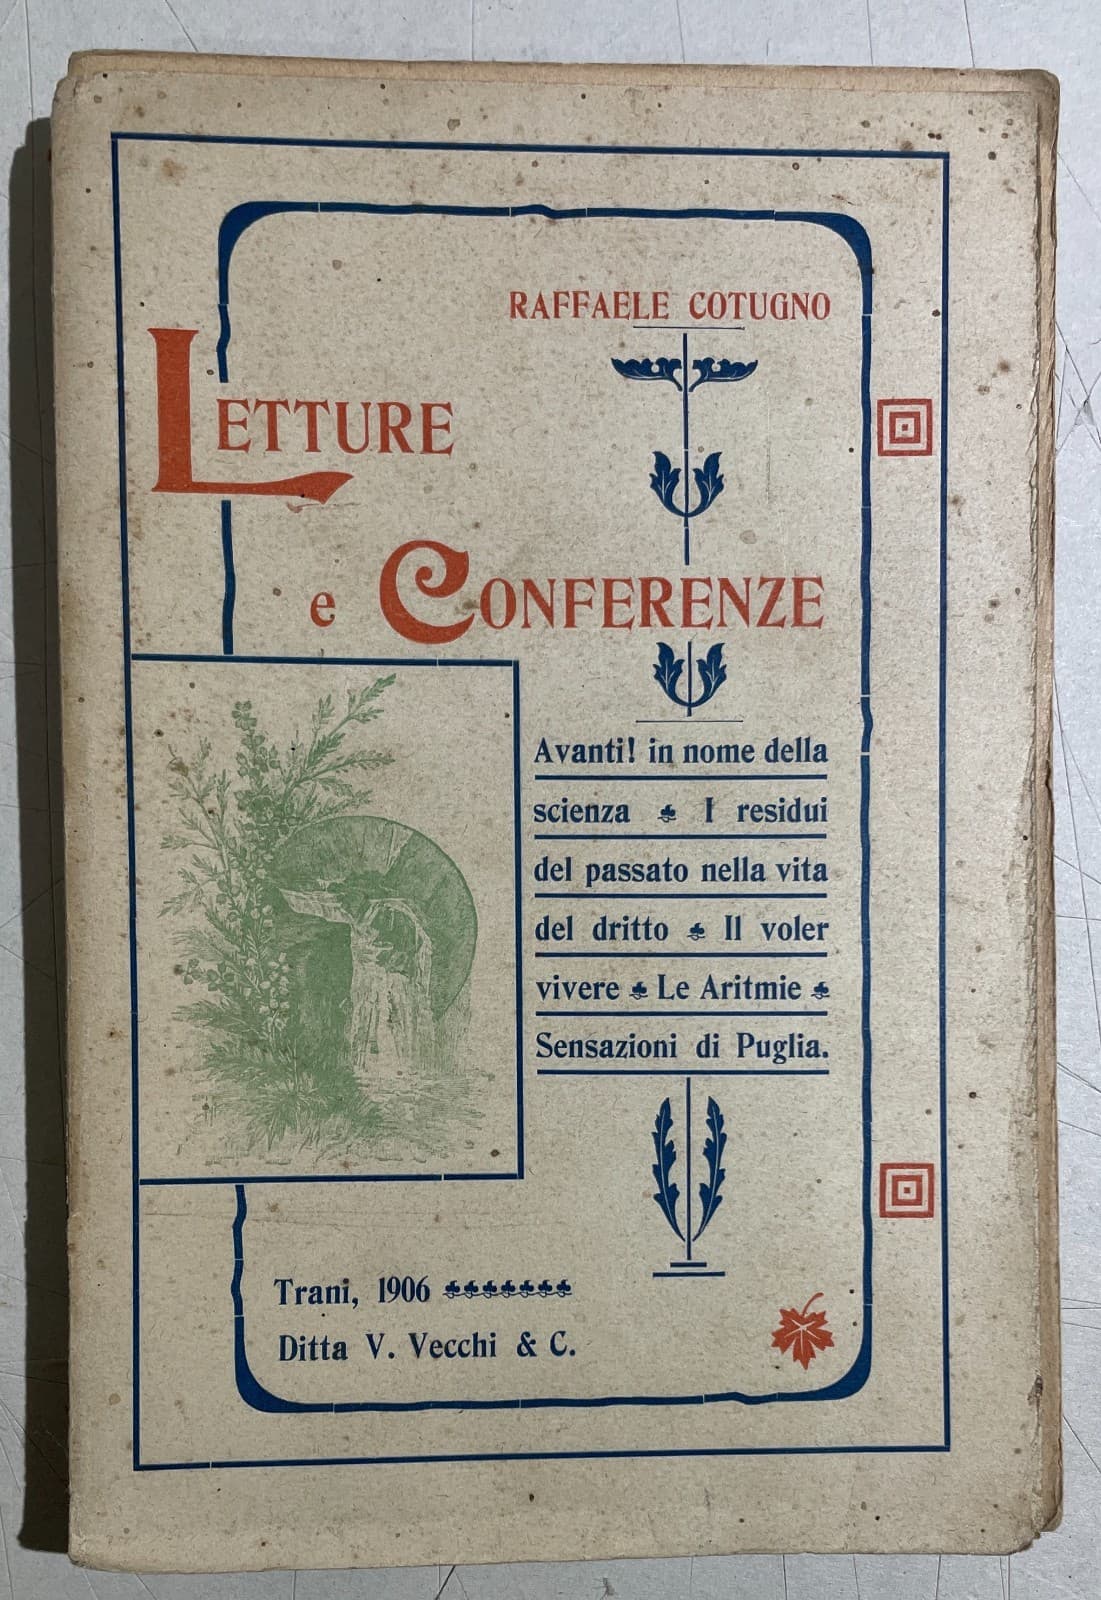 RAFFAELE COTUGNO
LETTURE
e CONFERENZE
Avanti! in nome della
scienza I residui
del passato nella vita
del dritto Il voler
vivere Le Aritmie
Sensazioni di Puglia.
Trani, 1906
Ditta V. Vecchi & C.